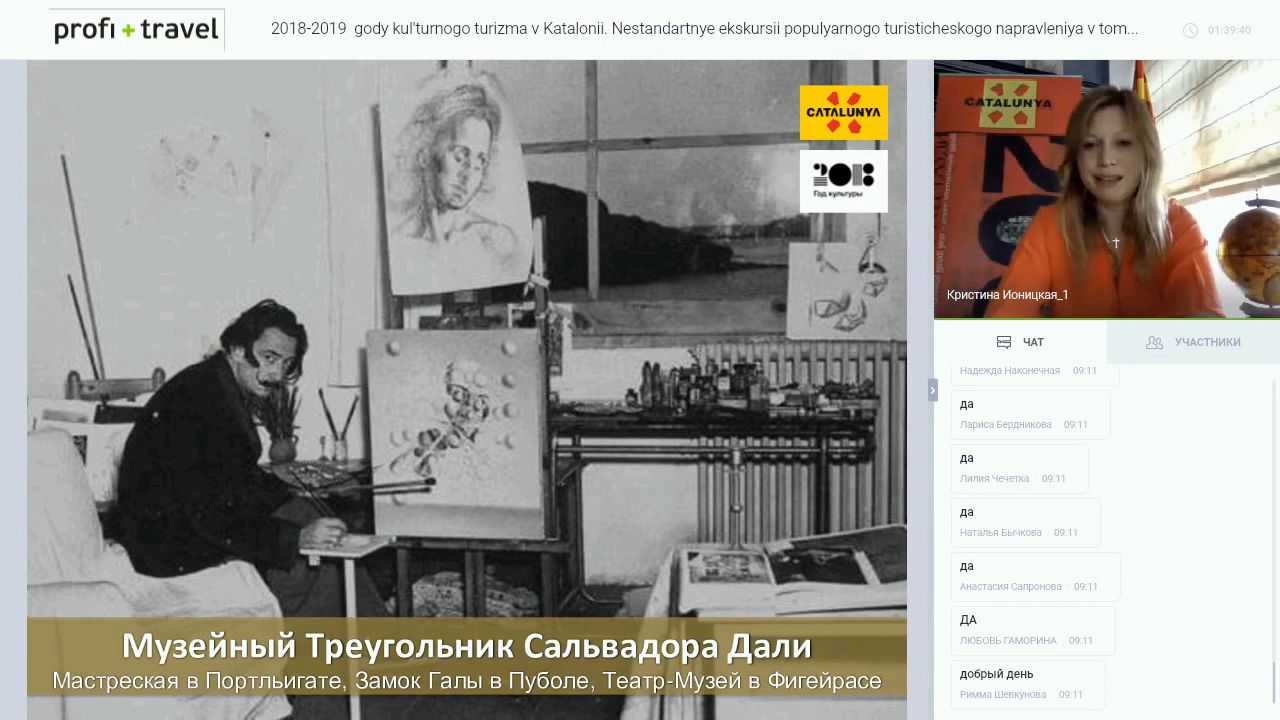 profi + travel
2018-2019 gody kul'turnogo turizma v Katalonii. Nestandartnye ekskursii populyarnogo turisticheskogo napravleniya v tom...
01:39:40
CATALUNYA
2018
Год культуры
Музейный Треугольник Сальвадора Дали
Мастреская в Портльигате, Замок Галы в Пуболе, Театр-Музей в Фигейрасе
CATALUNYA
Кристина Ионицкая_1
ЧАТ
УЧАСТНИКИ
Надежда Наконечная 09:11
да
Лариса Бердникова 09:11
да
Лилия Чечетка 09:11
да
Наталья Бычкова 09:11
да
Анастасия Сапронова 09:11
ДА
ЛЮБОВЬ ГАМОРИНА 09:11
добрый день
Римма Шевкунова 09:11